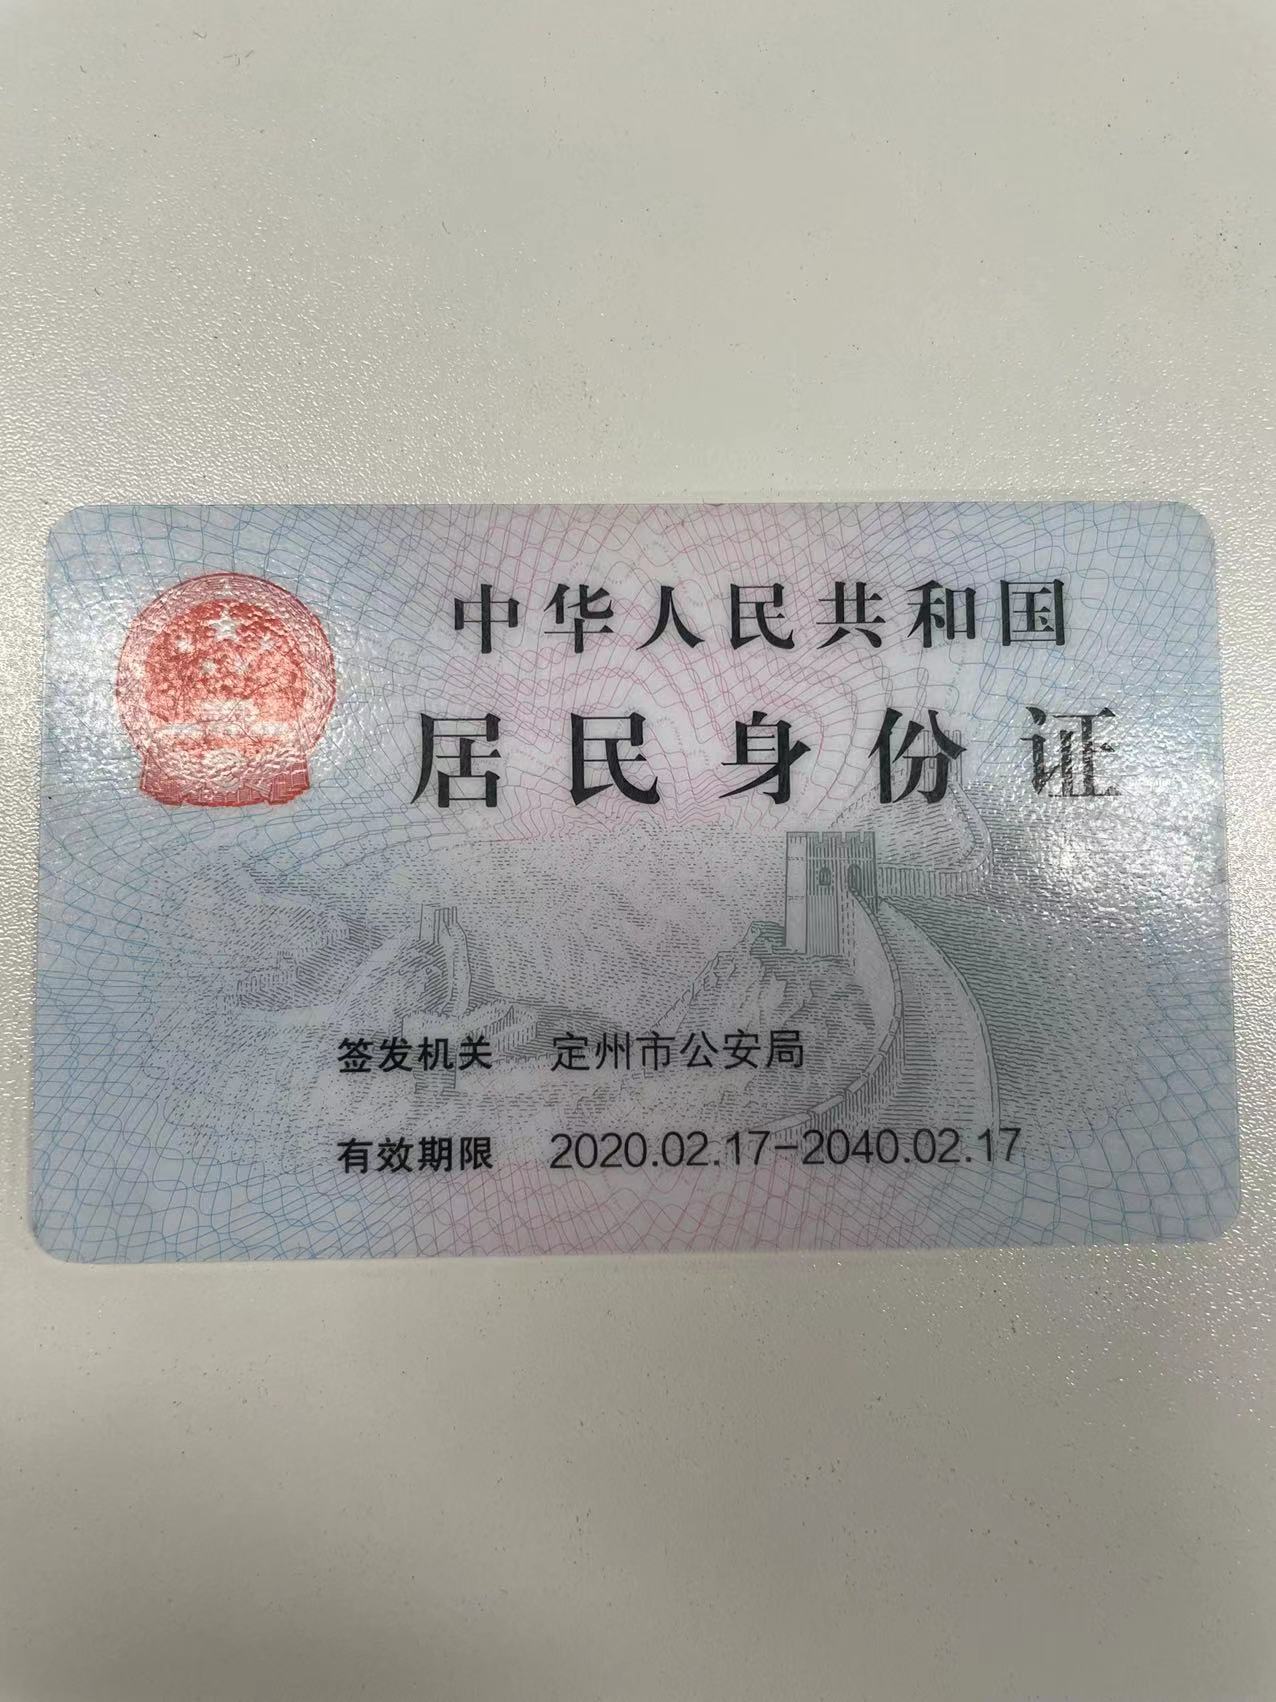 中华人民共和国
居民身份证
签发机关 定州市公安局
有效期限 2020.02.17-2040.02.17